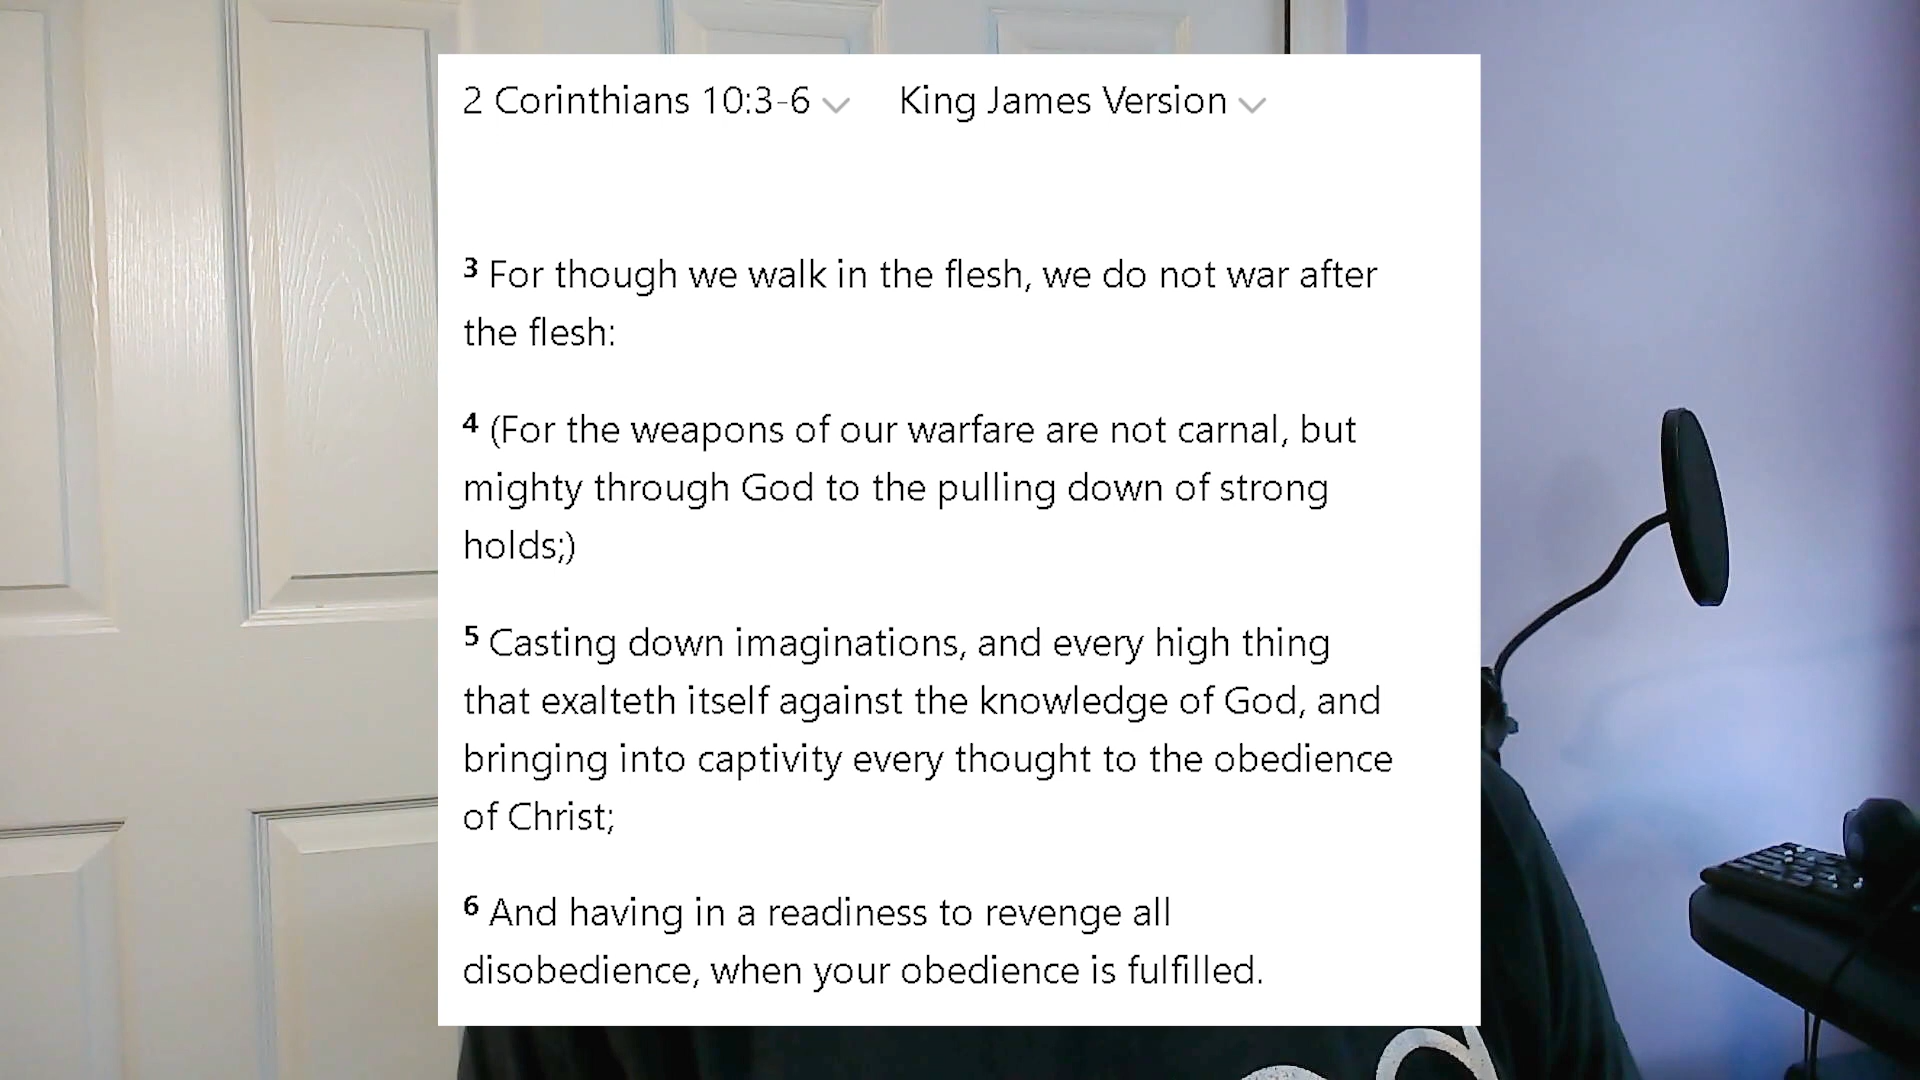 2 Corinthians 10:3-6 King James Version
3 For though we walk in the flesh, we do not war after
the flesh:
4 (For the weapons of our warfare are not carnal, but
mighty through God to the pulling down of strong
holds;)
5 Casting down imaginations, and every high thing
that exalteth itself against the knowledge of God, and
bringing into captivity every thought to the obedience
of Christ;
6 And having in a readiness to revenge all
disobedience, when your obedience is fulfilled.